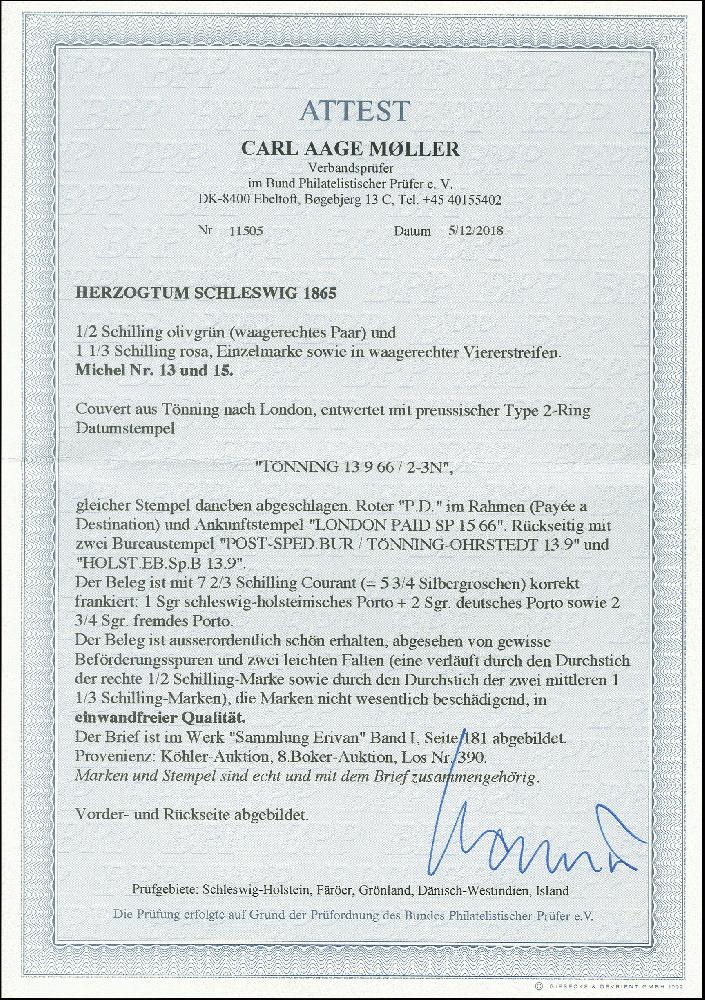 ATTEST
CARL AAGE MØLLER
Verbandsprüfer
im Bund Philatelistischer Prüfer e. V.
DK-8400 Ebeltoft, Bøgebjerg 13 C, Tel. +45 40155402
Nr 11505 Datum 5/12/2018
HERZOGTUM SCHLESWIG 1865
1/2 Schilling olivgrün (waagerechtes Paar) und
1 1/3 Schilling rosa, Einzelmarke sowie in waagerechter Viererstreifen.
Michel Nr. 13 und 15.
Couvert aus Tönning nach London, entwertet mit preussischer Type 2-Ring
Datumstempel
"TÖNNING 13 9 66 / 2-3N",
gleicher Stempel daneben abgeschlagen. Roter "P.D." im Rahmen (Payée a
Destination) und Ankunftstempel "LONDON PAID SP 15 66". Rückseitig mit
zwei Bureaustempel "POST-SPED.BUR / TÖNNING-OHRSTEDT 13.9" und
"HOLST.EB.Sp.B 13.9".
Der Beleg ist mit 7 2/3 Schilling Courant (= 5 3/4 Silbergroschen) korrekt
frankiert: 1 Sgr schleswig-holsteinisches Porto + 2 Sgr. deutsches Porto sowie 2
3/4 Sgr. fremdes Porto.
Der Beleg ist ausserordentlich schön erhalten, abgesehen von gewisse
Beförderungsspuren und zwei leichten Falten (eine verläuft durch den Durchstich
der rechte 1/2 Schilling-Marke sowie durch den Durchstich der zwei mittleren 1
1/3 Schilling-Marken), die Marken nicht wesentlich beschädigend, in
einwandfreier Qualität.
Der Brief ist im Werk "Sammlung Erivan" Band I, Seite 181 abgebildet.
Provenienz: Köhler-Auktion, 8.Boker-Auktion, Los Nr. 390.
Marken und Stempel sind echt und mit dem Brief zusammengehörig.
Vorder- und Rückseite abgebildet.
Prüfgebiete: Schleswig-Holstein, Färöer, Grönland, Dänisch-Westindien, Island
Die Prüfung erfolgte auf Grund der Prüfordnung des Bundes Philatelistischer Prüfer e.V.
© GIESECKE & DEVRIENT GMBH